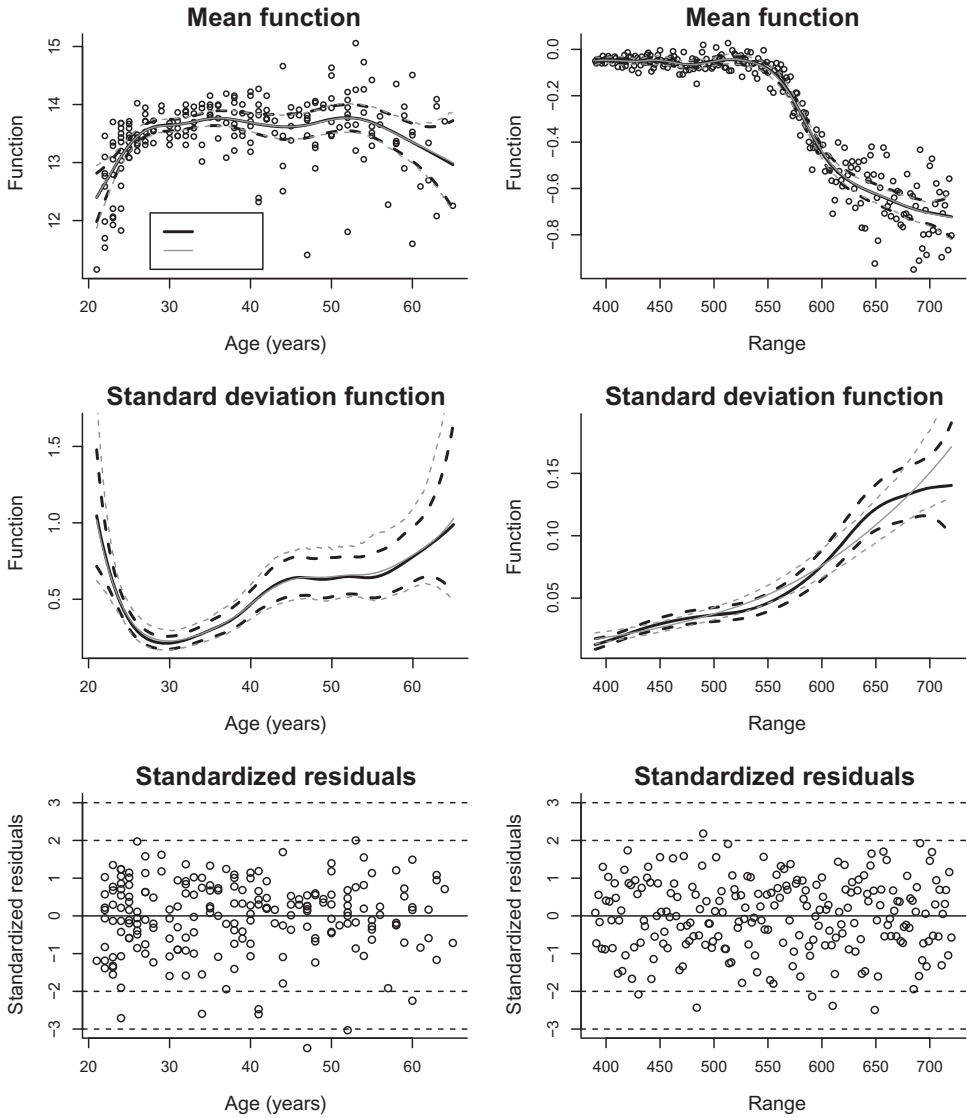 Mean function
Function
15
14
13
12
20 30 40 50 60
Age (years)
Mean function
Function
0.0
−0.2
−0.4
−0.6
−0.8
400 450 500 550 600 650 700
Range
Standard deviation function
Function
1.5
1.0
0.5
20 30 40 50 60
Age (years)
Standard deviation function
Function
0.15
0.10
0.05
400 450 500 550 600 650 700
Range
Standardized residuals
Standardized residuals
3
2
1
0
−1
−2
−3
20 30 40 50 60
Age (years)
Standardized residuals
Standardized residuals
3
2
1
0
−1
−2
−3
400 450 500 550 600 650 700
Range